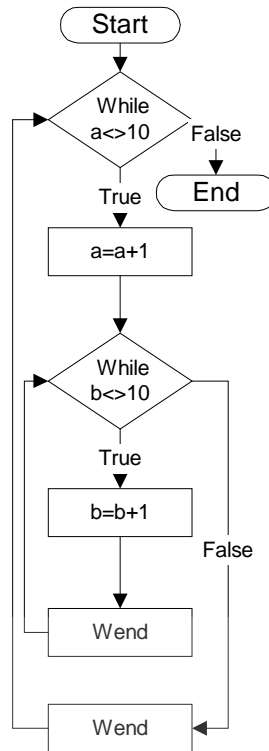 Start
While
a<>10
False
True
End
a=a+1
While
b<>10
True
b=b+1
False
Wend
Wend